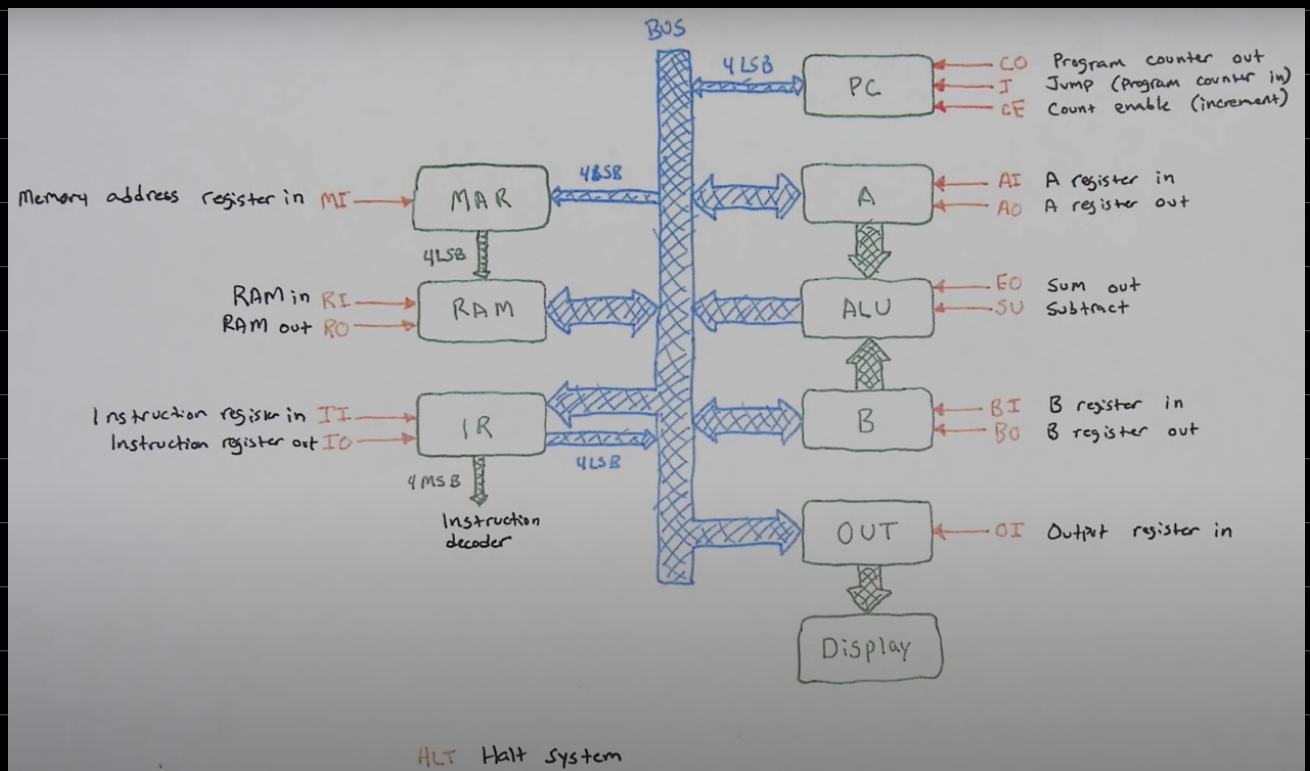 BUS
4LSB
PC
CO Program counter out
J Jump (Program counter in)
CE Count enable (increment)
Memory address register in MI
MAR
4LSB
A
AI A register in
AO A register out
4LSB
RAM in RI
RAM out RO
RAM
ALU
EO Sum out
SU Subtract
Instruction register in II
Instruction register out IO
IR
4LSB
B
BI B register in
BO B register out
4MSB
Instruction
decoder
OUT
OI Output register in
Display
HLT Halt system